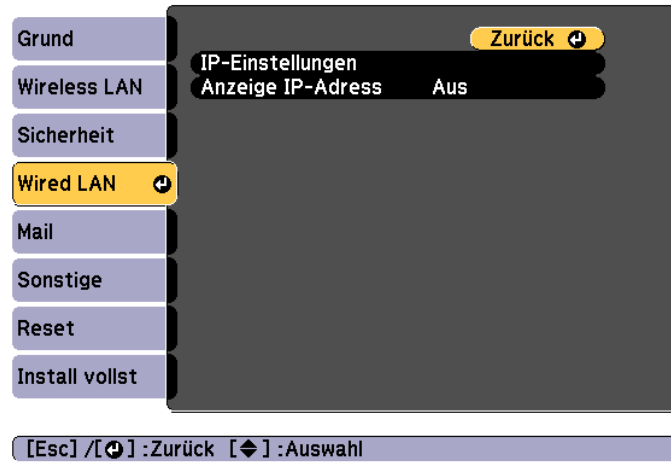 Grund
Wireless LAN
Sicherheit
Wired LAN
Mail
Sonstige
Reset
Install vollst
Zurück
IP-Einstellungen
Anzeige IP-Adress Aus
[Esc] /[ ] :Zurück [ ] :Auswahl